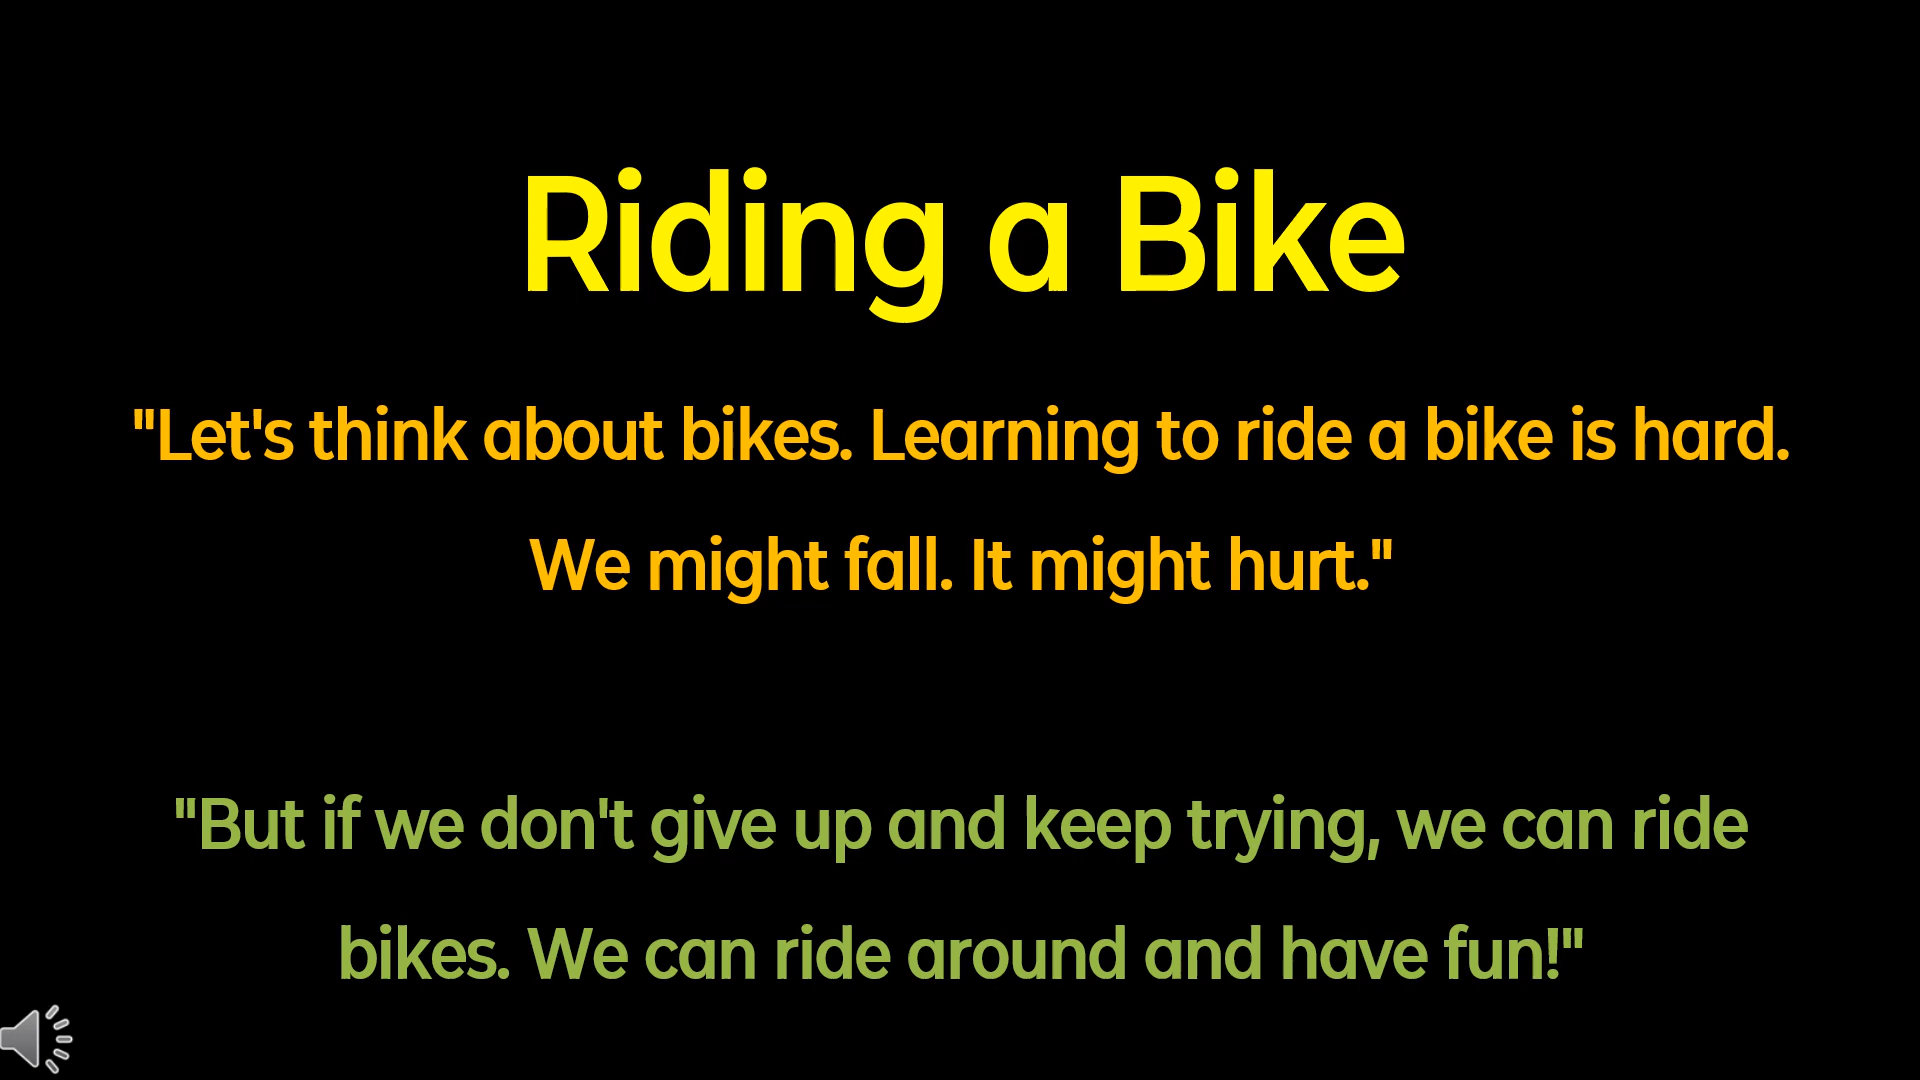 Riding a Bike
"Let's think about bikes. Learning to ride a bike is hard.
We might fall. It might hurt."
"But if we don't give up and keep trying, we can ride
bikes. We can ride around and have fun!"